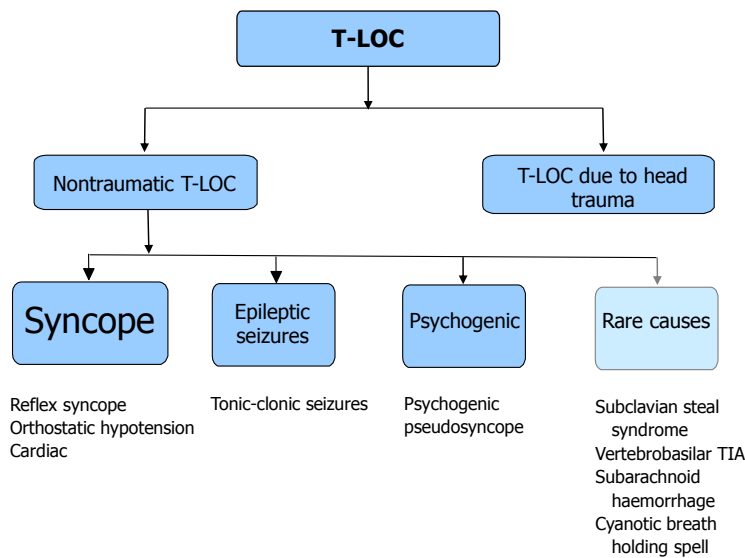 T-LOC
Nontraumatic T-LOC
T-LOC due to head
trauma
Syncope
Epileptic
seizures
Psychogenic
Rare causes
Reflex syncope
Orthostatic hypotension
Cardiac
Tonic-clonic seizures
Psychogenic
pseudosyncope
Subclavian steal
syndrome
Vertebrobasilar TIA
Subarachnoid
haemorrhage
Cyanotic breath
holding spell